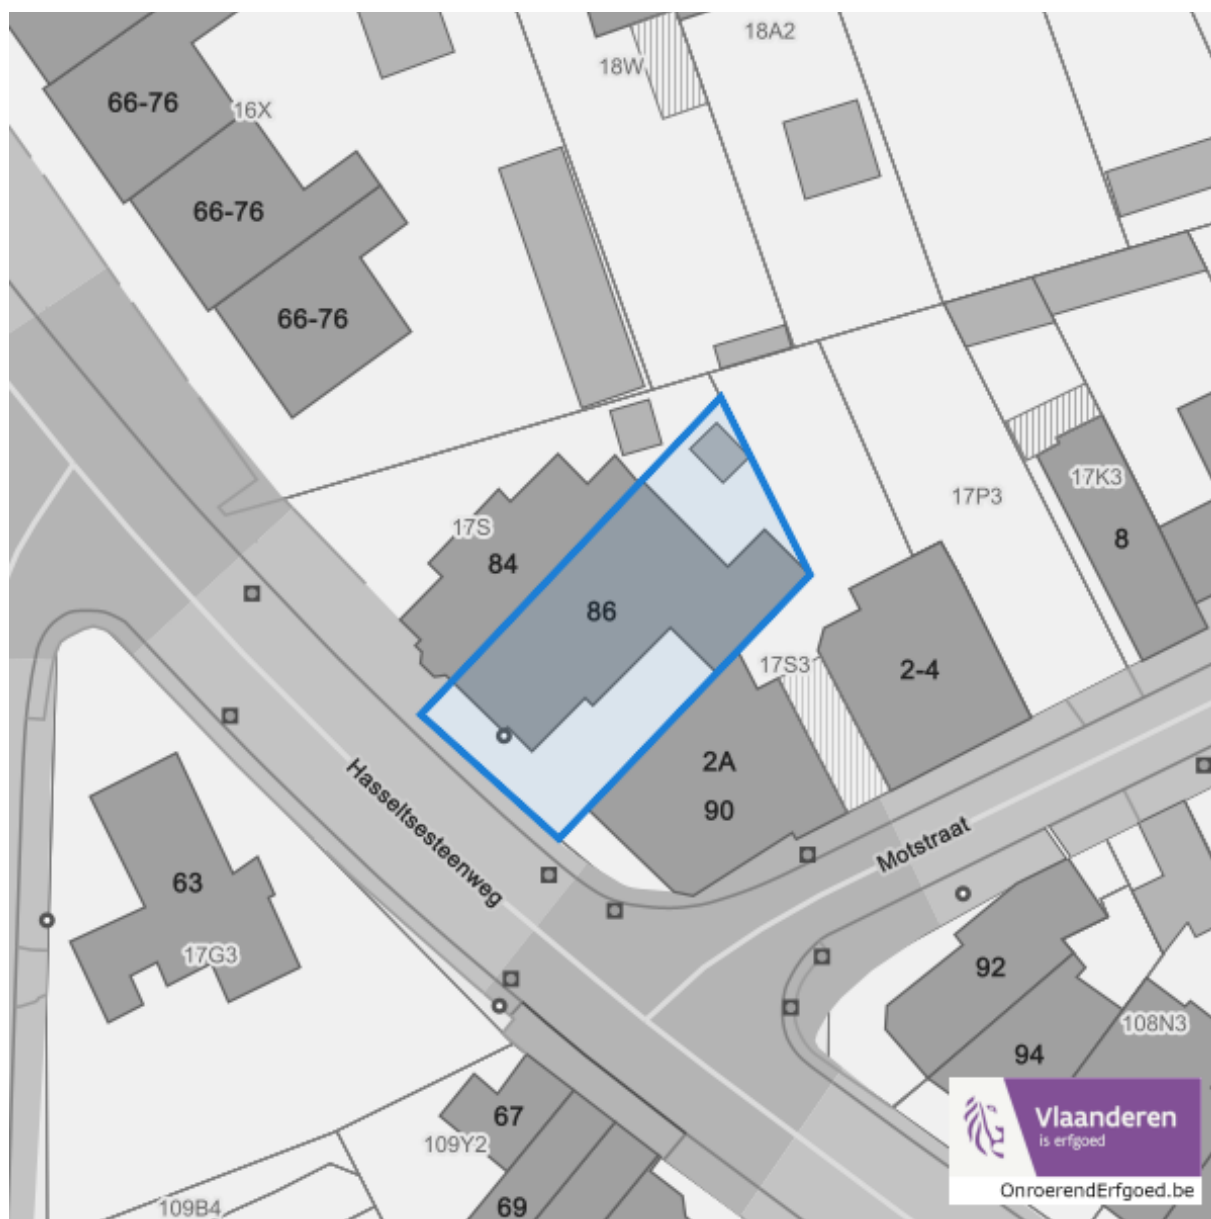 18A2
18W
66-76
16X
66-76
66-76
17K3
17P3
17S
8
84
86
17S3
2-4
2A
90
Hasseltsesteenweg
Motstraat
63
17G3
92
108N3
94
67
109Y2
69
109B4
Vlaanderen
is erfgoed
OnroerendErfgoed.be